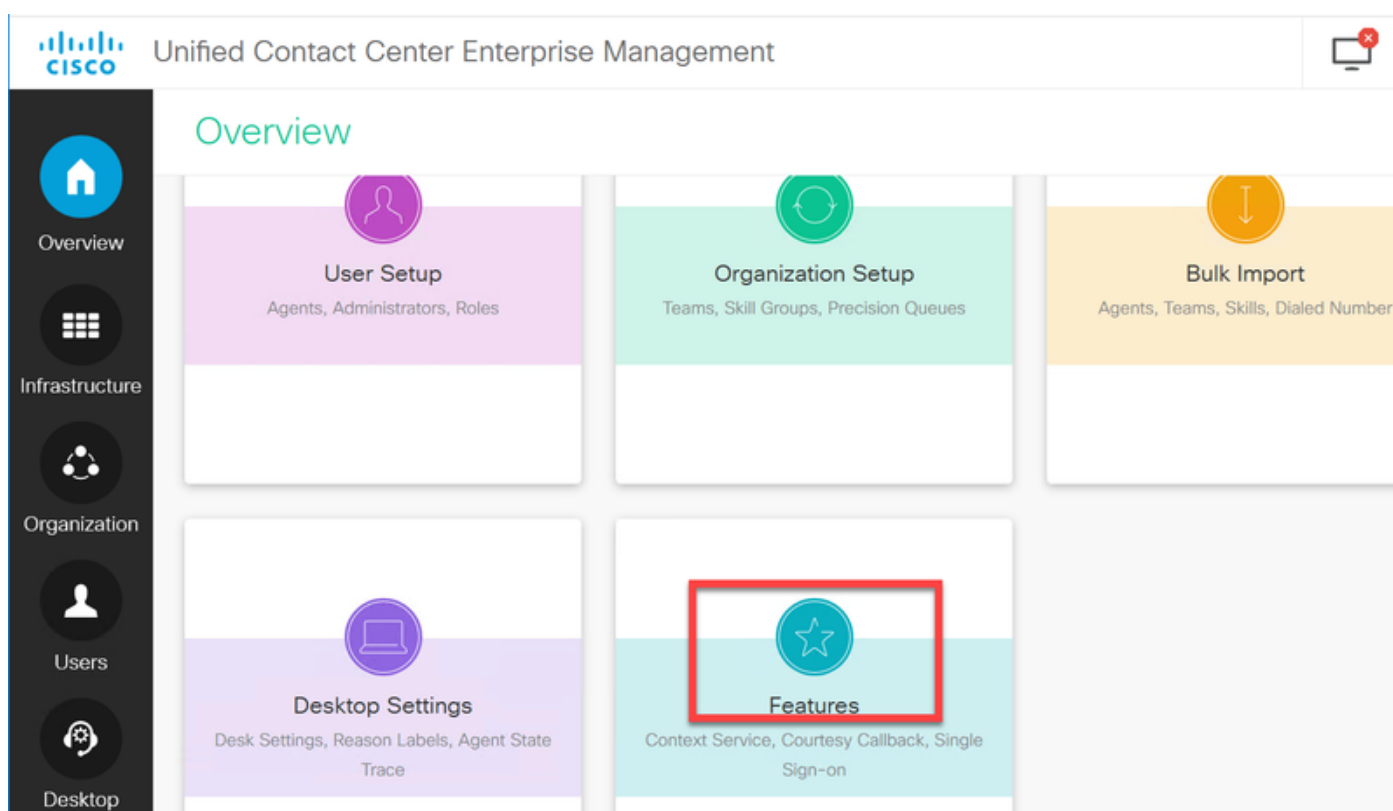 CISCO
Unified Contact Center Enterprise Management
Overview
Overview
Infrastructure
Organization
Users
Desktop
User Setup
Agents, Administrators, Roles
Organization Setup
Teams, Skill Groups, Precision Queues
Bulk Import
Agents, Teams, Skills, Dialed Number
Desktop Settings
Desk Settings, Reason Labels, Agent State
Trace
Features
Context Service, Courtesy Callback, Single
Sign-on